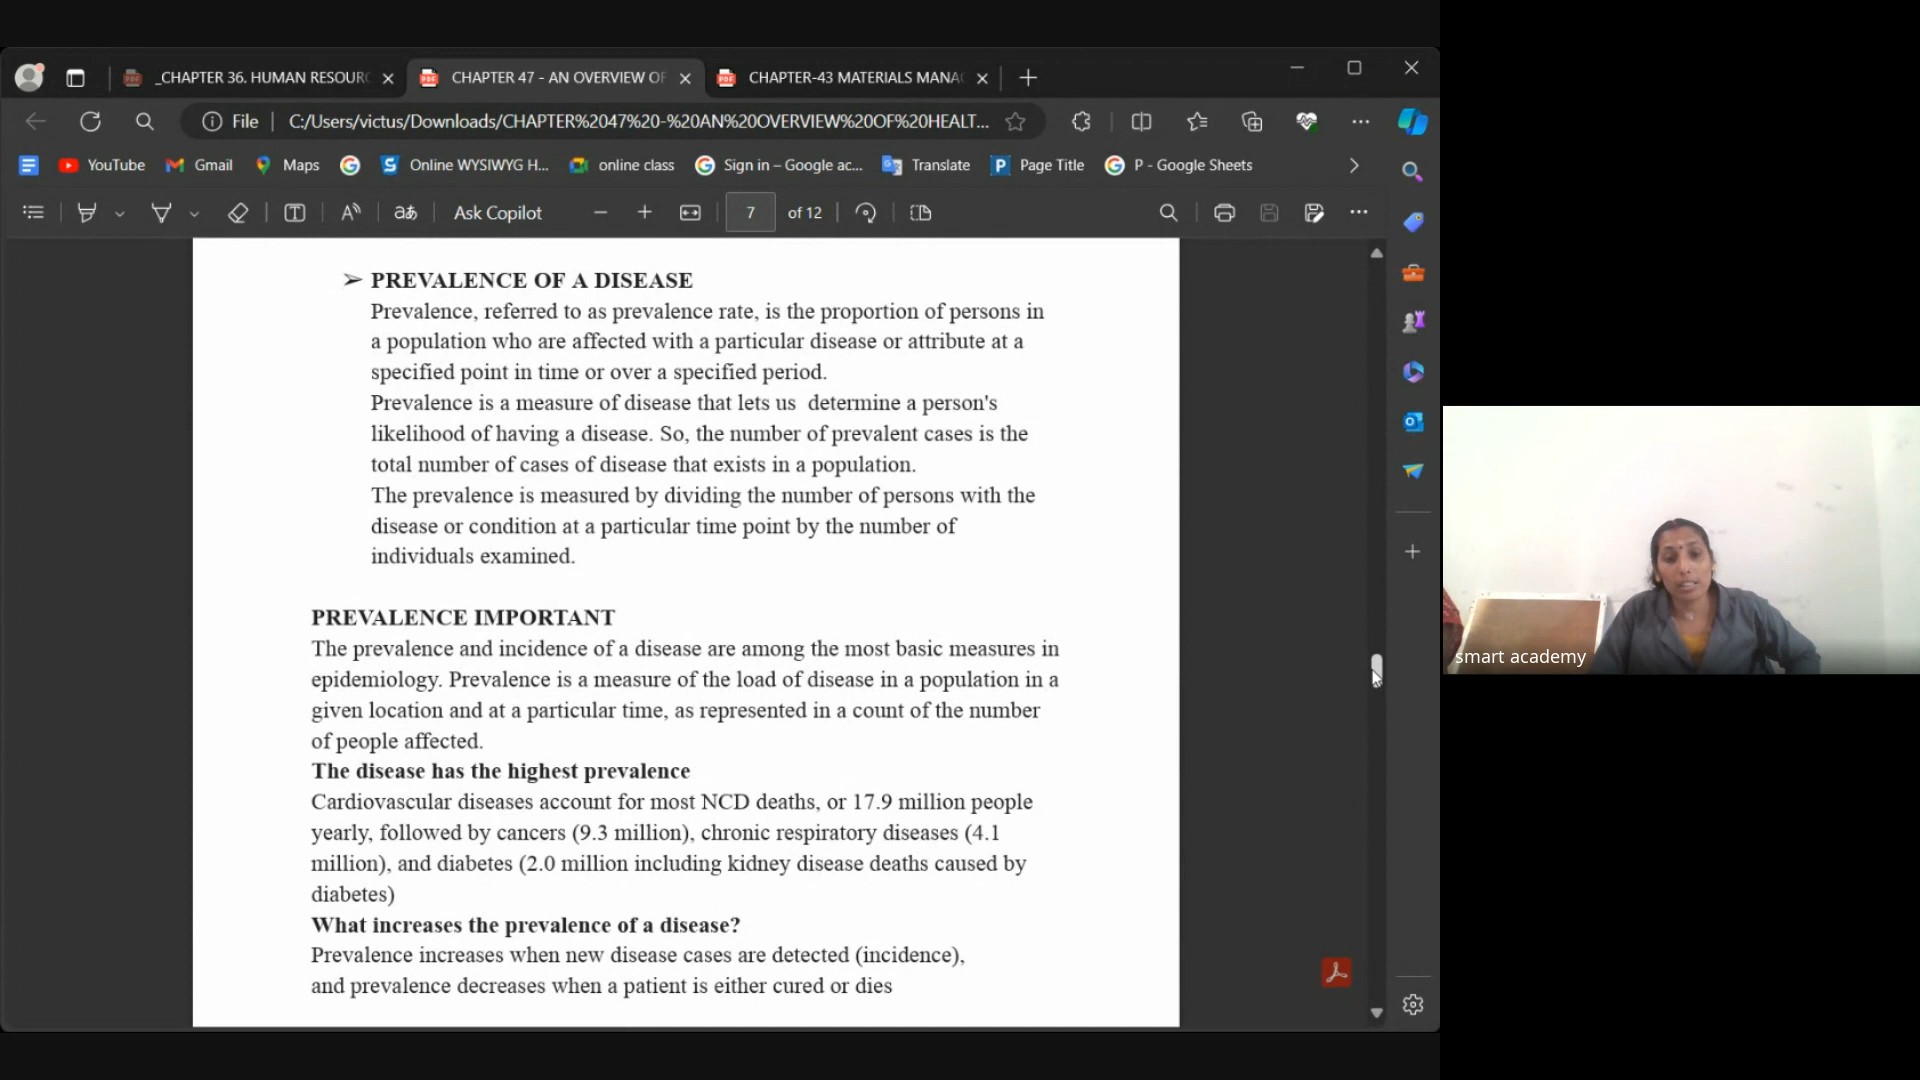 _CHAPTER 36. HUMAN RESOUR
CHAPTER 47 - AN OVERVIEW OF
CHAPTER-43 MATERIALS MANA
File
C:/Users/victus/Downloads/CHAPTER%2047%20-%20AN%20OVERVIEW%20OF%20HEALT...
YouTube
Gmail
Maps
Online WYSIWYG H...
online class
Sign in – Google ac...
Translate
Page Title
P - Google Sheets
Ask Copilot
7 of 12
➢ PREVALENCE OF A DISEASE
Prevalence, referred to as prevalence rate, is the proportion of persons in
a population who are affected with a particular disease or attribute at a
specified point in time or over a specified period.
Prevalence is a measure of disease that lets us determine a person's
likelihood of having a disease. So, the number of prevalent cases is the
total number of cases of disease that exists in a population.
The prevalence is measured by dividing the number of persons with the
disease or condition at a particular time point by the number of
individuals examined.
PREVALENCE IMPORTANT
The prevalence and incidence of a disease are among the most basic measures in
epidemiology. Prevalence is a measure of the load of disease in a population in a
given location and at a particular time, as represented in a count of the number
of people affected.
The disease has the highest prevalence
Cardiovascular diseases account for most NCD deaths, or 17.9 million people
yearly, followed by cancers (9.3 million), chronic respiratory diseases (4.1
million), and diabetes (2.0 million including kidney disease deaths caused by
diabetes)
What increases the prevalence of a disease?
Prevalence increases when new disease cases are detected (incidence),
and prevalence decreases when a patient is either cured or dies
smart academy